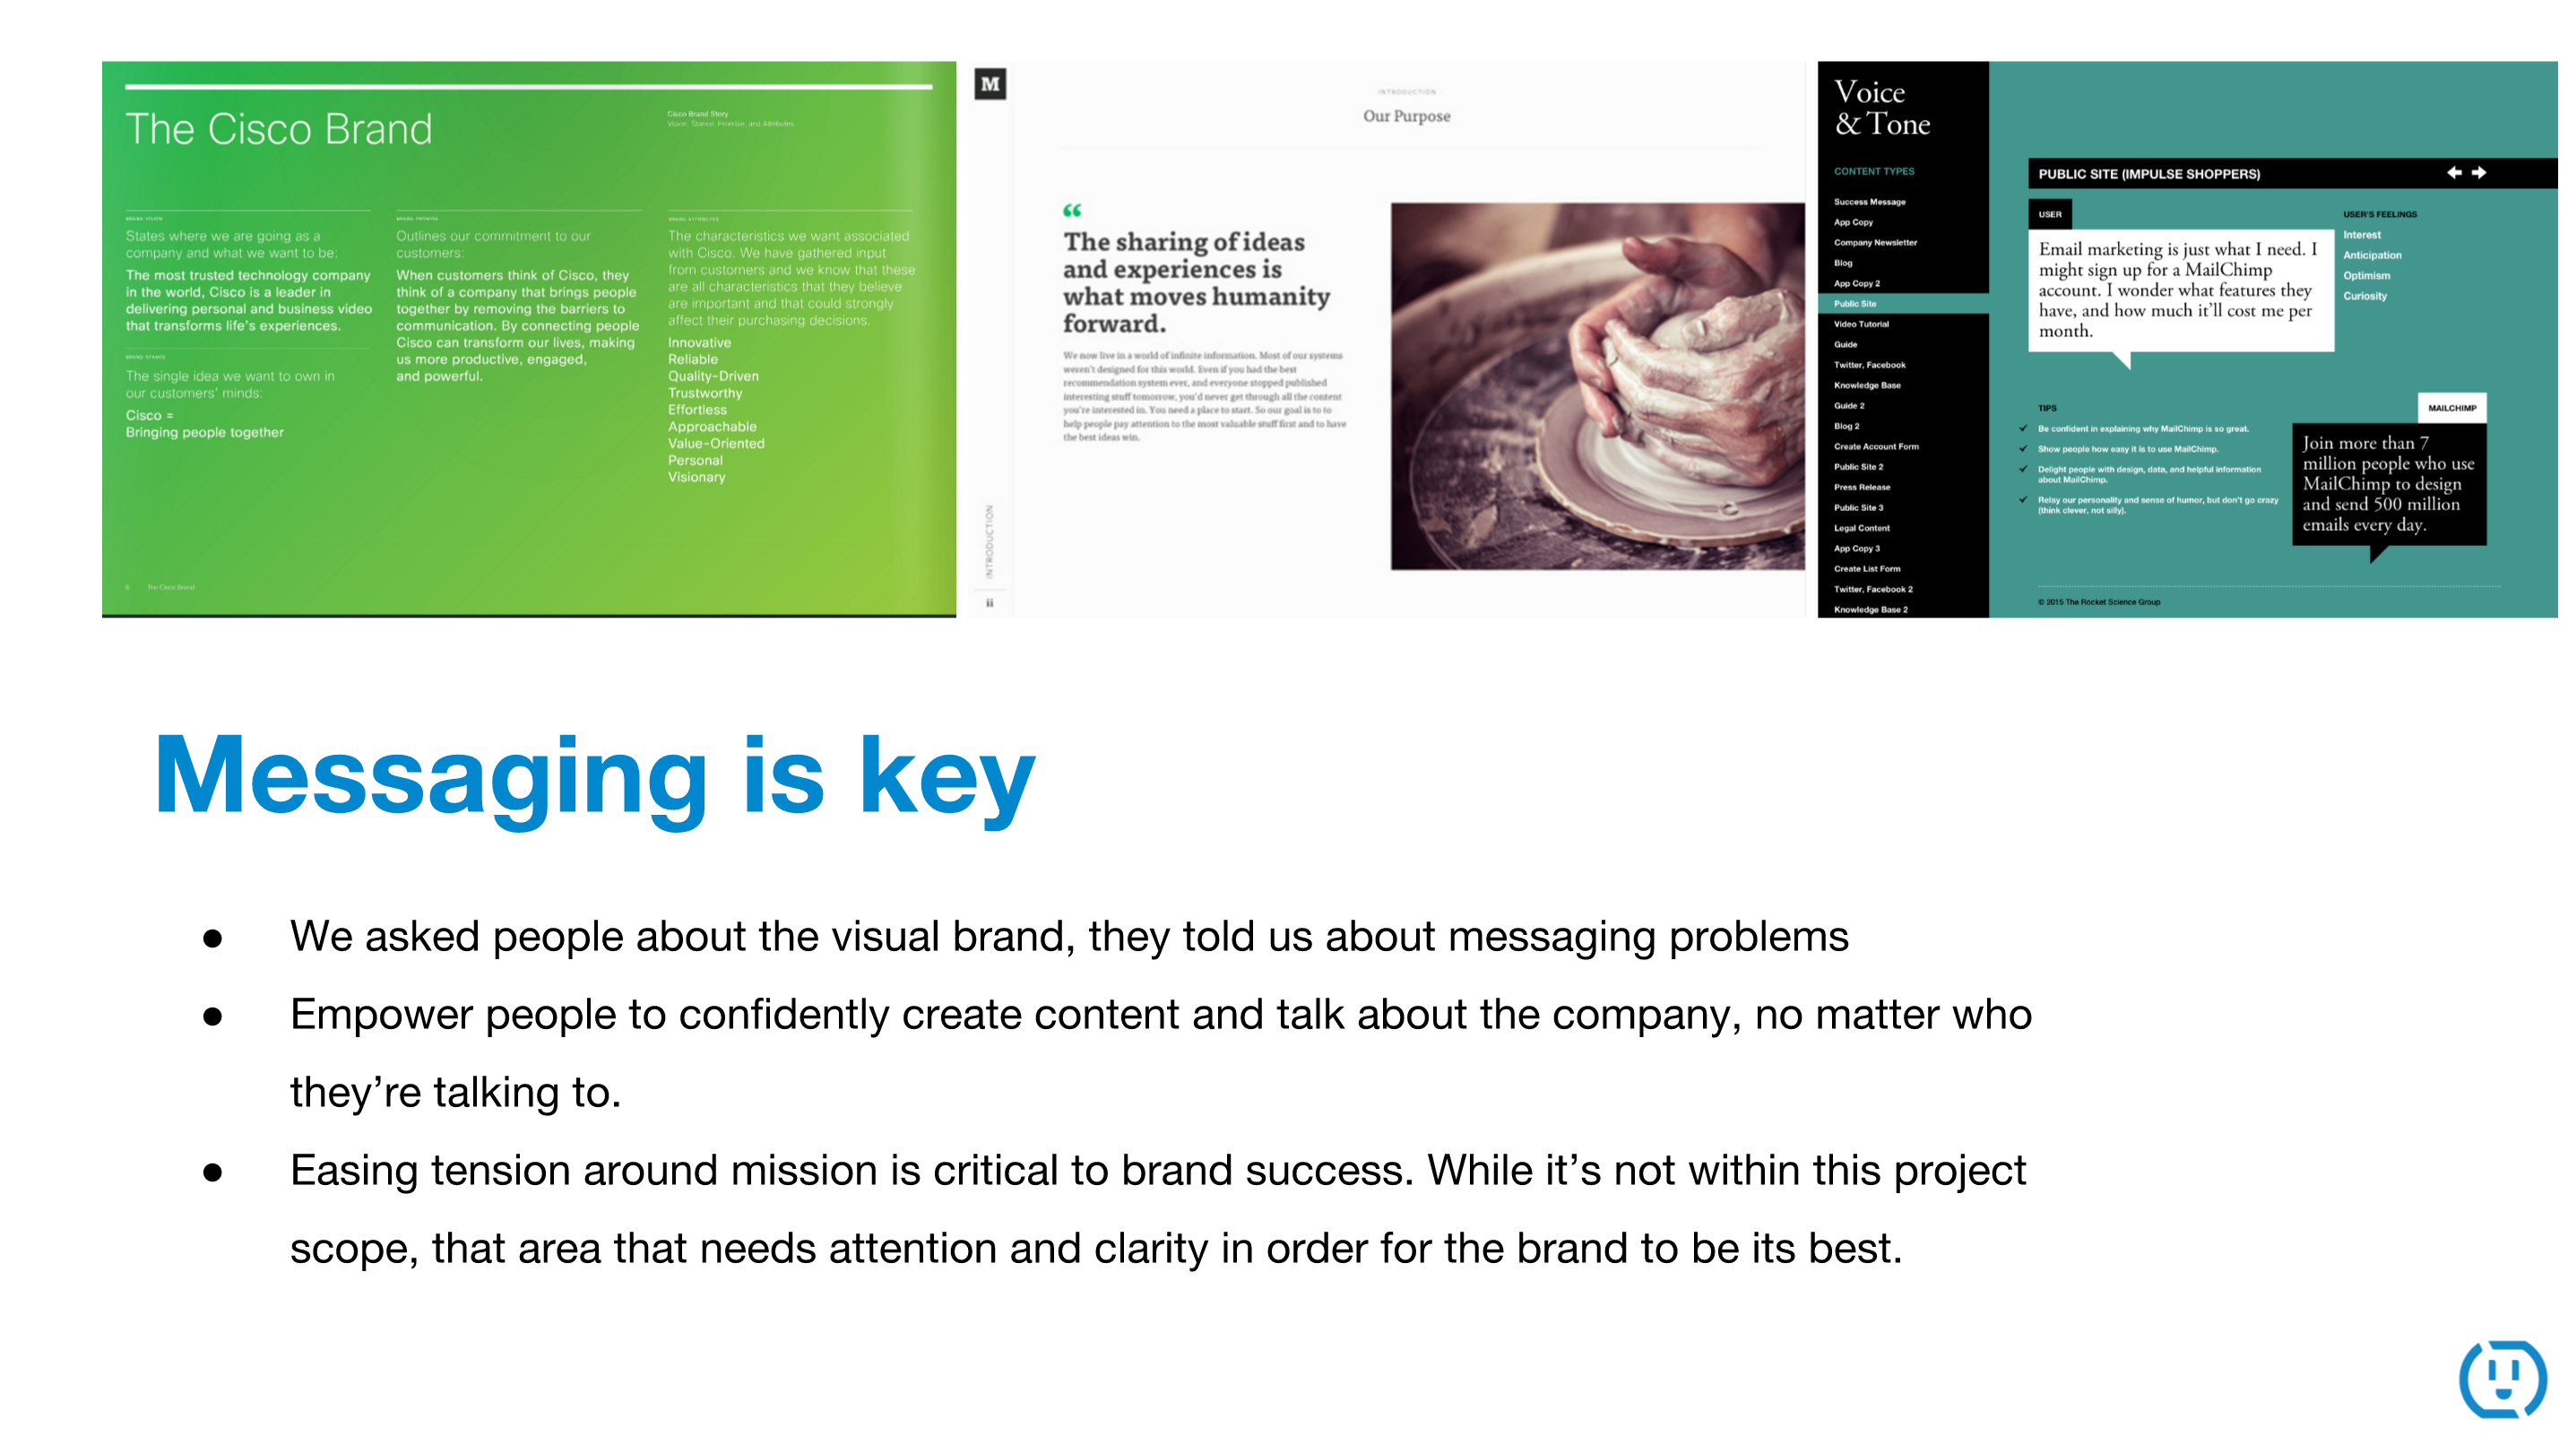 The Cisco Brand
Cisco Brand Story
Vision, Stance, Promise, and Attributes
BRAND VISION
States where we are going as a
company and what we want to be:
The most trusted technology company
in the world, Cisco is a leader in
delivering personal and business video
that transforms life's experiences.
BRAND STANCE
The single idea we want to own in
our customers' minds:
Cisco =
Bringing people together
BRAND PROMISE
Outlines our commitment to our
customers:
When customers think of Cisco, they
think of a company that brings people
together by removing the barriers to
communication. By connecting people
Cisco can transform our lives, making
us more productive, engaged,
and powerful.
BRAND ATTRIBUTES
The characteristics we want associated
with Cisco. We have gathered input
from customers and we know that these
are all characteristics that they believe
are important and that could strongly
affect their purchasing decisions.
Innovative
Reliable
Quality-Driven
Trustworthy
Effortless
Approachable
Value-Oriented
Personal
Visionary
6 The Cisco Brand
M
INTRODUCTION
Our Purpose
“
The sharing of ideas
and experiences is
what moves humanity
forward.
We now live in a world of infinite information. Most of our systems
weren't designed for this world. Even if you had the best
recommendation system ever, and everyone stopped published
interesting stuff tomorrow, you'd never get through all the content
you're interested in. You need a place to start. So our goal is to to
help people pay attention to the most valuable stuff first and to have
the best ideas win.
INTRODUCTION
ii
Voice
& Tone
CONTENT TYPES
Success Message
App Copy
Company Newsletter
Blog
App Copy 2
Public Site
Video Tutorial
Guide
Twitter, Facebook
Knowledge Base
Guide 2
Blog 2
Create Account Form
Public Site 2
Press Release
Public Site 3
Legal Content
App Copy 3
Create List Form
Twitter, Facebook 2
Knowledge Base 2
PUBLIC SITE (IMPULSE SHOPPERS)
USER
Email marketing is just what I need. I
might sign up for a MailChimp
account. I wonder what features they
have, and how much it'll cost me per
month.
USER'S FEELINGS
Interest
Anticipation
Optimism
Curiosity
TIPS
Be confident in explaining why MailChimp is so great.
Show people how easy it is to use MailChimp.
Delight people with design, data, and helpful information
about MailChimp.
Relay our personality and sense of humor, but don't go crazy
(think clever, not silly).
MAILCHIMP
Join more than 7
million people who use
MailChimp to design
and send 500 million
emails every day.
© 2015 The Rocket Science Group
Messaging is key
● We asked people about the visual brand, they told us about messaging problems
● Empower people to confidently create content and talk about the company, no matter who
they’re talking to.
● Easing tension around mission is critical to brand success. While it’s not within this project
scope, that area that needs attention and clarity in order for the brand to be its best.